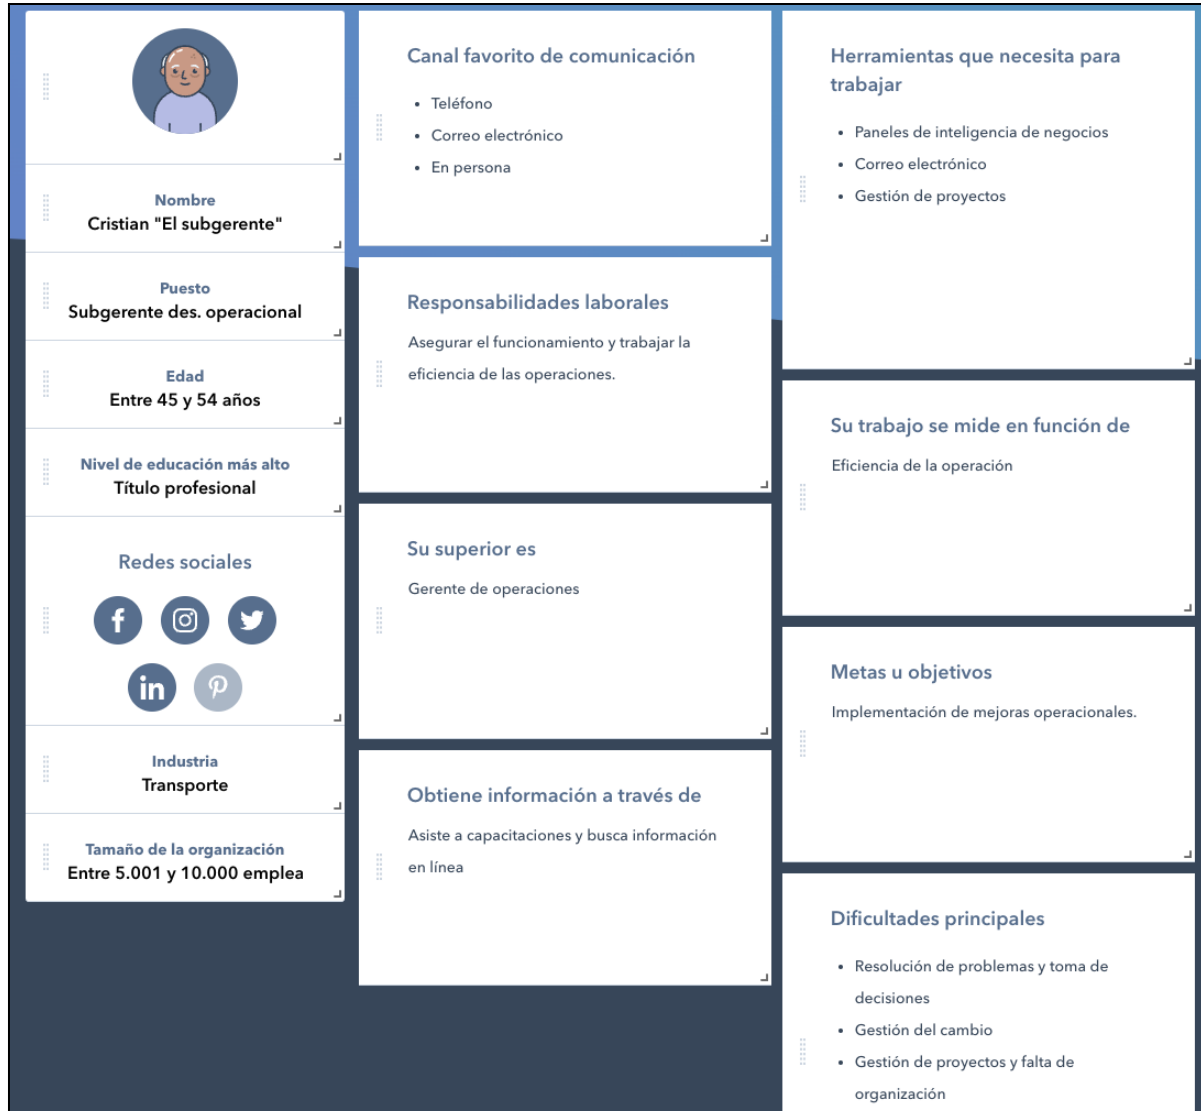 Nombre
Cristian "El subgerente"
Puesto
Subgerente des. operacional
Edad
Entre 45 y 54 años
Nivel de educación más alto
Título profesional
Redes sociales
Industria
Transporte
Tamaño de la organización
Entre 5.001 y 10.000 emplea
Canal favorito de comunicación
• Teléfono
• Correo electrónico
• En persona
Responsabilidades laborales
Asegurar el funcionamiento y trabajar la
eficiencia de las operaciones.
Su superior es
Gerente de operaciones
Obtiene información a través de
Asiste a capacitaciones y busca información
en línea
Herramientas que necesita para
trabajar
• Paneles de inteligencia de negocios
• Correo electrónico
• Gestión de proyectos
Su trabajo se mide en función de
Eficiencia de la operación
Metas u objetivos
Implementación de mejoras operacionales.
Dificultades principales
• Resolución de problemas y toma de
decisiones
• Gestión del cambio
• Gestión de proyectos y falta de
organización